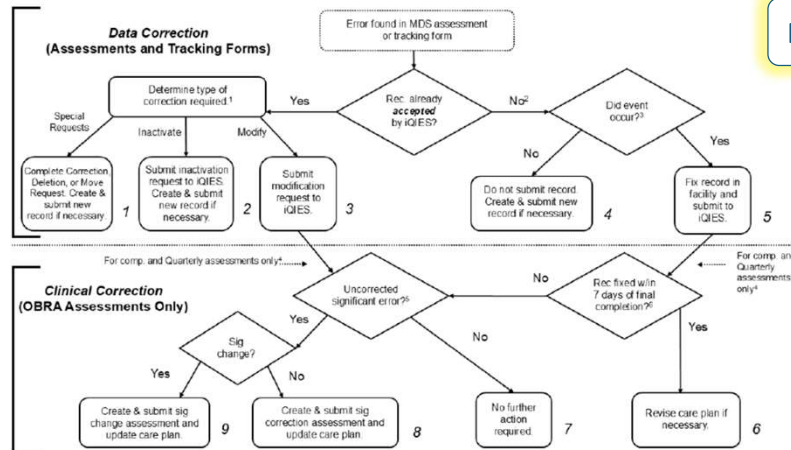 Data Correction
(Assessments and Tracking Forms)
Error found in MDS assessment
or tracking form
Determine type of
correction required.¹
Yes
Rec. already
accepted
by iQIES?
No²
Did event
occur?³
Special
Requests
Inactivate
Modify
No
Yes
Complete Correction,
Deletion, or Move
Request. Create &
submit new
record if necessary.
1
Submit inactivation
request to iQIES.
Create & submit
new record if
necessary.
2
Submit
modification
request to
iQIES.
3
Do not submit record.
Create & submit new
record if necessary.
4
Fix record in
facility and
submit to
iQIES.
5
For comp. and Quarterly assessments only⁴
For comp. and
Quarterly
assessments
only⁴
Clinical Correction
(OBRA Assessments Only)
Uncorrected
significant error?⁵
No
Rec fixed w/in
7 days of final
completion?⁶
Yes
No
Yes
Sig
change?
Yes
No
Create & submit sig
change assessment and
update care plan.
9
Create & submit sig
correction assessment and
update care plan.
8
No further
action
required.
7
Revise care plan if
necessary.
6